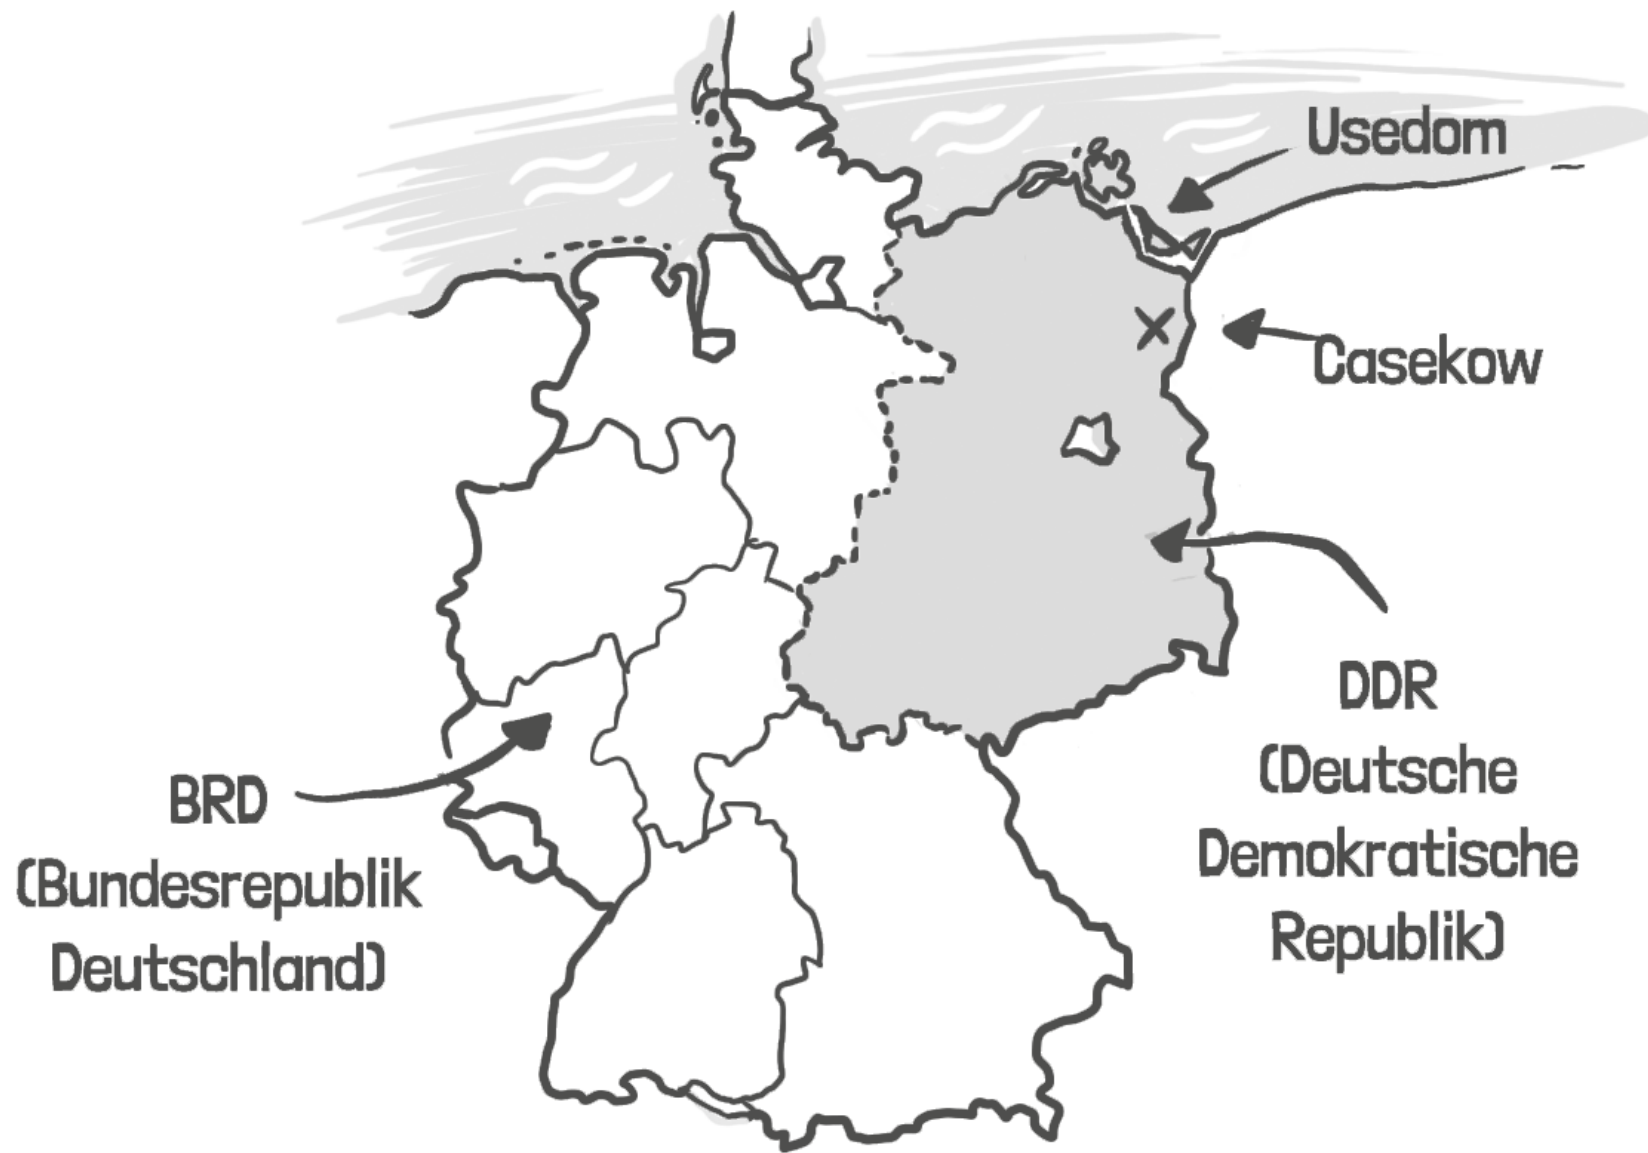 Usedom
Casekow
DDR
(Deutsche
Demokratische
Republik)
BRD
(Bundesrepublik
Deutschland)